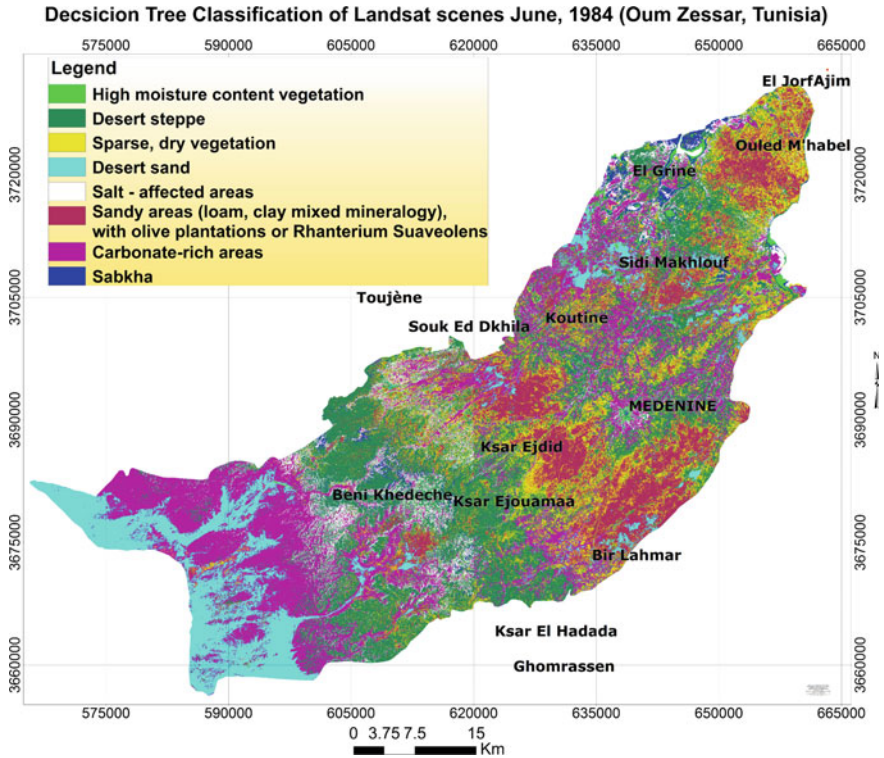 Decsicion Tree Classification of Landsat scenes June, 1984 (Oum Zessar, Tunisia)
575000 590000 605000 620000 635000 650000 665000
Legend
High moisture content vegetation
Desert steppe
Sparse, dry vegetation
Desert sand
Salt - affected areas
Sandy areas (loam, clay mixed mineralogy),
with olive plantations or Rhanterium Suaveolens
Carbonate-rich areas
Sabkha
El JorfAjim
Ouled M'habel
El Grine
Sidi Makhlouf
Toujène
Koutine
Souk Ed Dkhila
MEDENINE
Ksar Ejdid
Beni Khedeche
Ksar Ejouamaa
Bir Lahmar
Ksar El Hadada
Ghomrassen
3720000
3705000
3690000
3675000
3660000
3720000
3705000
3690000
3675000
3660000
N
575000 590000 605000 620000 635000 650000 665000
0 3.75 7.5 15
Km